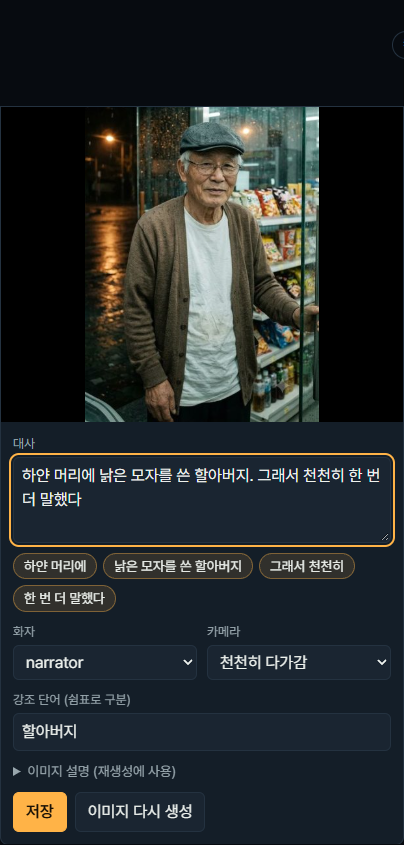 대사
하얀 머리에 낡은 모자를 쓴 할아버지. 그래서 천천히 한 번
더 말했다
하얀 머리에 낡은 모자를 쓴 할아버지 그래서 천천히
한 번 더 말했다
화자 카메라
narrator 천천히 다가감
강조 단어 (쉼표로 구분)
할아버지
▶ 이미지 설명 (재생성에 사용)
저장 이미지 다시 생성